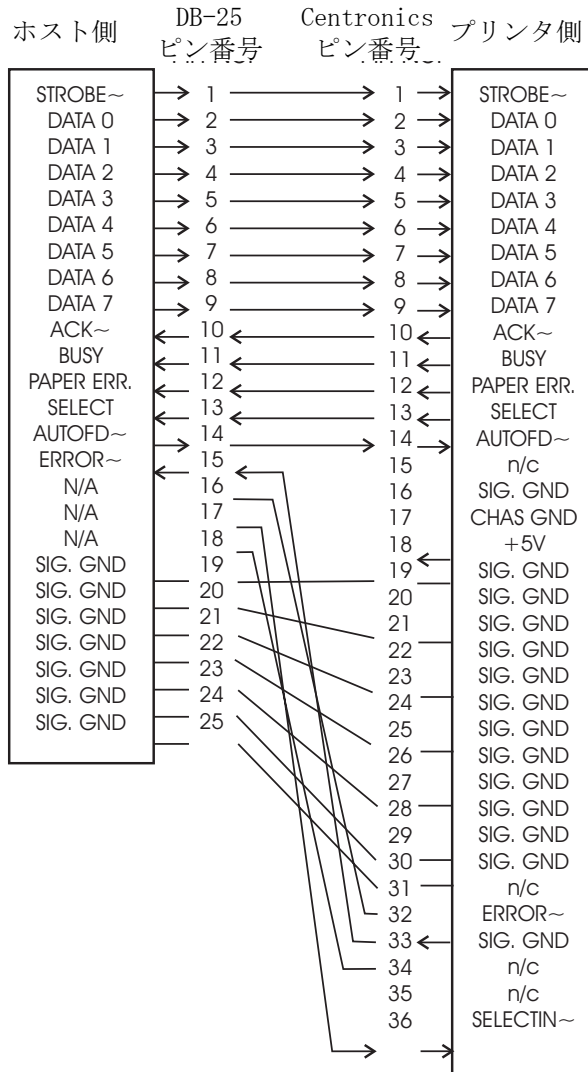 ホスト側 DB-25 ピン番号 Centronics ピン番号 プリンタ側
STROBE~ 1 1 STROBE~
DATA 0 2 2 DATA 0
DATA 1 3 3 DATA 1
DATA 2 4 4 DATA 2
DATA 3 5 5 DATA 3
DATA 4 6 6 DATA 4
DATA 5 7 7 DATA 5
DATA 6 8 8 DATA 6
DATA 7 9 9 DATA 7
ACK~ 10 10 ACK~
BUSY 11 11 BUSY
PAPER ERR. 12 12 PAPER ERR.
SELECT 13 13 SELECT
AUTOFD~ 14 14 AUTOFD~
ERROR~ 15 15 n/c
N/A 16 16 SIG. GND
N/A 17 17 CHAS GND
N/A 18 18 +5V
SIG. GND 19 19 SIG. GND
SIG. GND 20 20 SIG. GND
SIG. GND 21 21 SIG. GND
SIG. GND 22 22 SIG. GND
SIG. GND 23 23 SIG. GND
SIG. GND 24 24 SIG. GND
SIG. GND 25 25 SIG. GND
26 SIG. GND
27 SIG. GND
28 SIG. GND
29 SIG. GND
30 SIG. GND
31 n/c
32 ERROR~
33 SIG. GND
34 n/c
35 n/c
36 SELECTIN~